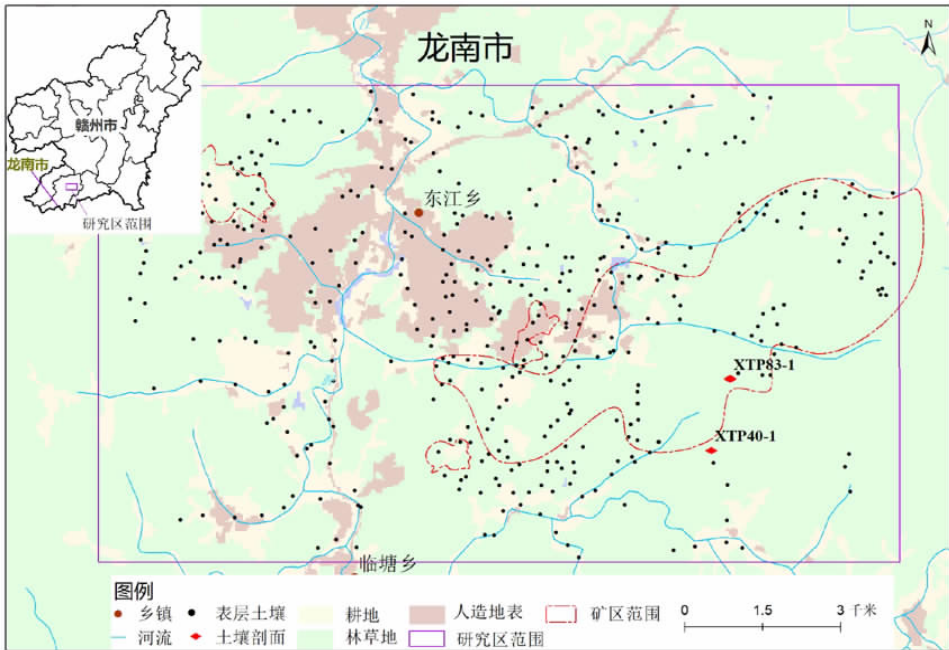 龙南市
N
赣州市
龙南市
研究区范围
东江乡
XTP83-1
XTP40-1
临塘乡
图例
乡镇 表层土壤 耕地 人造地表 矿区范围 0 1.5 3 千米
河流 土壤剖面 林草地 研究区范围